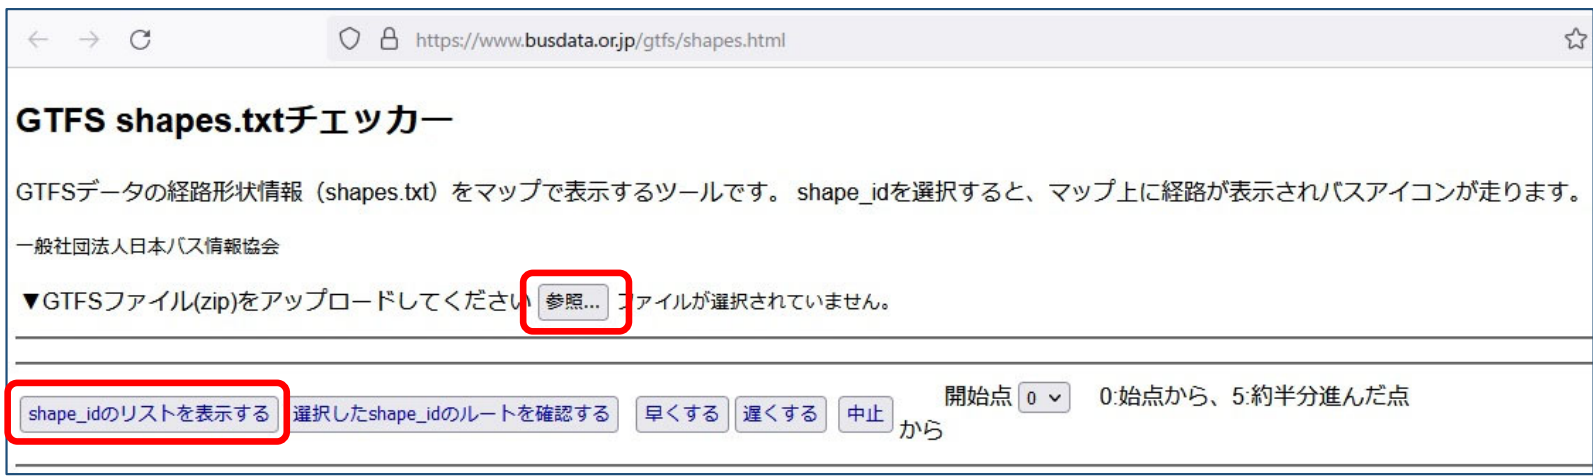 https://www.busdata.or.jp/gtfs/shapes.html
GTFS shapes.txtチェッカー
GTFSデータの経路形状情報（shapes.txt）をマップで表示するツールです。 shape_idを選択すると、マップ上に経路が表示されバスアイコンが走ります。
一般社団法人日本バス情報協会
▼GTFSファイル(zip)をアップロードしてください 参照... ファイルが選択されていません。
shape_idのリストを表示する 選択したshape_idのルートを確認する 早くする 遅くする 中止 開始点 0 0:始点から、5:約半分進んだ点
から